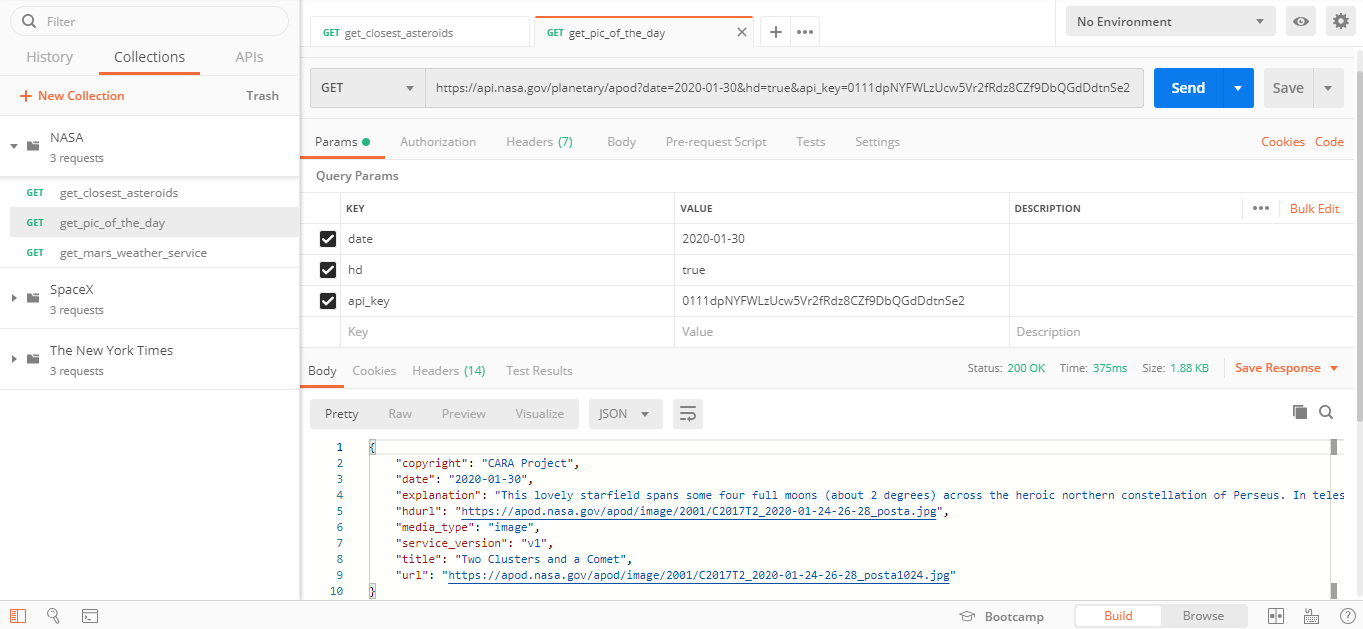 Filter
History Collections APIs
+ New Collection Trash
NASA
3 requests
GET get_closest_asteroids
GET get_pic_of_the_day
GET get_mars_weather_service
SpaceX
3 requests
The New York Times
3 requests
GET get_closest_asteroids GET get_pic_of_the_day
No Environment
GET https://api.nasa.gov/planetary/apod?date=2020-01-30&hd=true&api_key=0111dpNYFWLzUcw5Vr2fRdz8CZf9DbQGdDdtnSe2 Send Save
Params Authorization Headers (7) Body Pre-request Script Tests Settings Cookies Code
Query Params
KEY VALUE DESCRIPTION Bulk Edit
date 2020-01-30
hd true
api_key 0111dpNYFWLzUcw5Vr2fRdz8CZf9DbQGdDdtnSe2
Key Value Description
Body Cookies Headers (14) Test Results Status: 200 OK Time: 375ms Size: 1.88 KB Save Response
Pretty Raw Preview Visualize JSON
1 {
2 "copyright": "CARA Project",
3 "date": "2020-01-30",
4 "explanation": "This lovely starfield spans some four full moons (about 2 degrees) across the heroic northern constellation of Perseus. In teles
5 "hdurl": "https://apod.nasa.gov/apod/image/2001/C2017T2_2020-01-24-26-28_posta.jpg",
6 "media_type": "image",
7 "service_version": "v1",
8 "title": "Two Clusters and a Comet",
9 "url": "https://apod.nasa.gov/apod/image/2001/C2017T2_2020-01-24-26-28_posta1024.jpg"
10 }
Bootcamp Build Browse